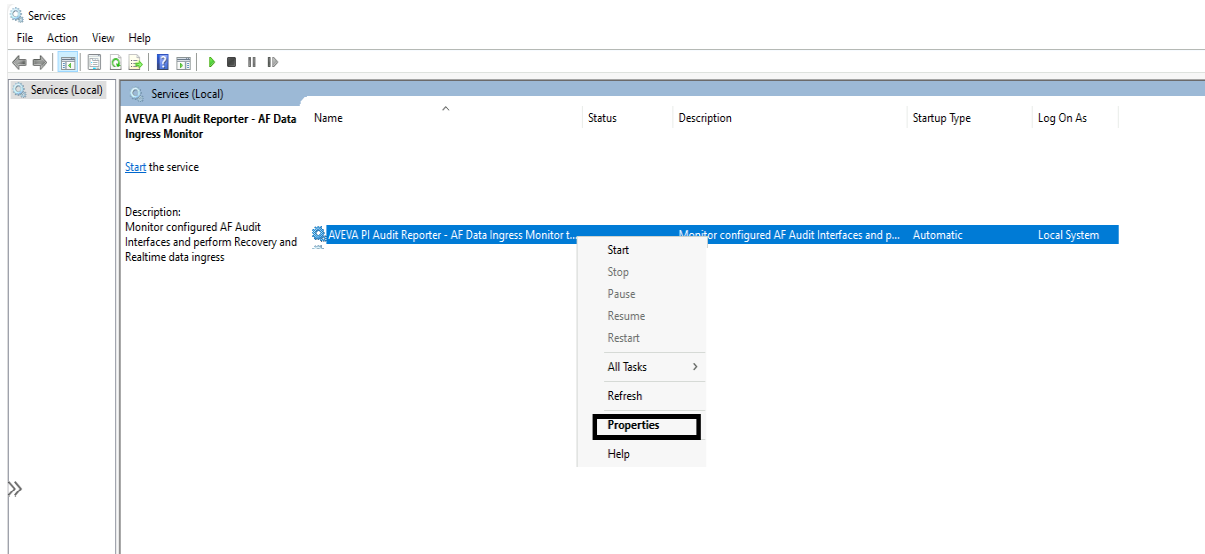 Services
File Action View Help
Services (Local)
Services (Local)
AVEVA PI Audit Reporter - AF Data
Ingress Monitor
Start the service
Description:
Monitor configured AF Audit
Interfaces and perform Recovery and
Realtime data ingress
Name Status Description Startup Type Log On As
AVEVA PI Audit Reporter - AF Data Ingress Monitor t... Monitor configured AF Audit Interfaces and p... Automatic Local System
Start
Stop
Pause
Resume
Restart
All Tasks
Refresh
Properties
Help